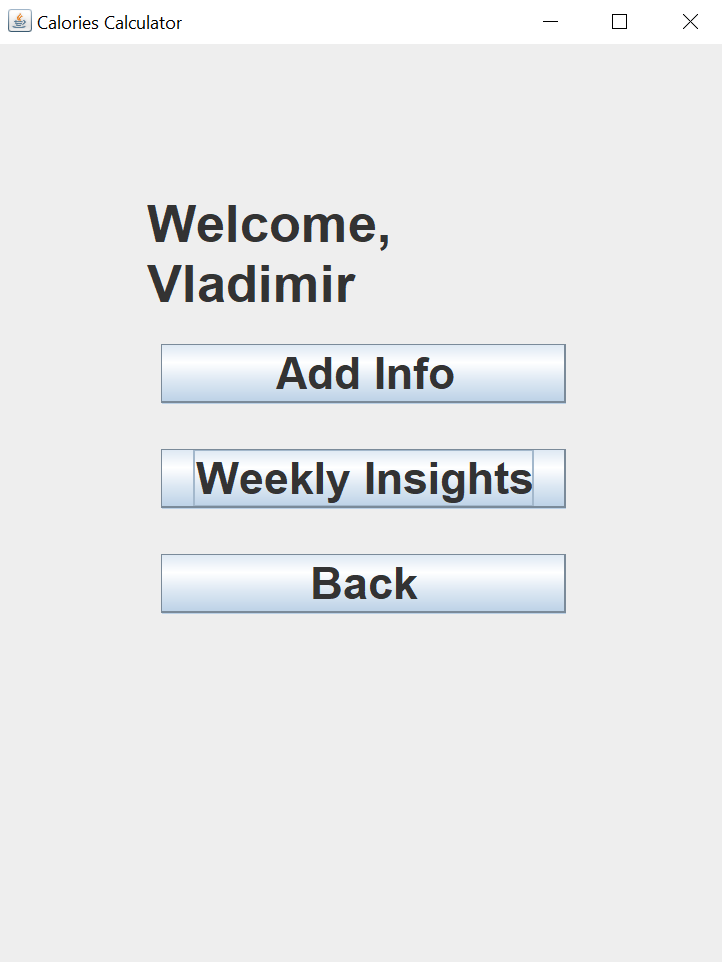 Calories Calculator
Welcome,
Vladimir
Add Info
Weekly Insights
Back